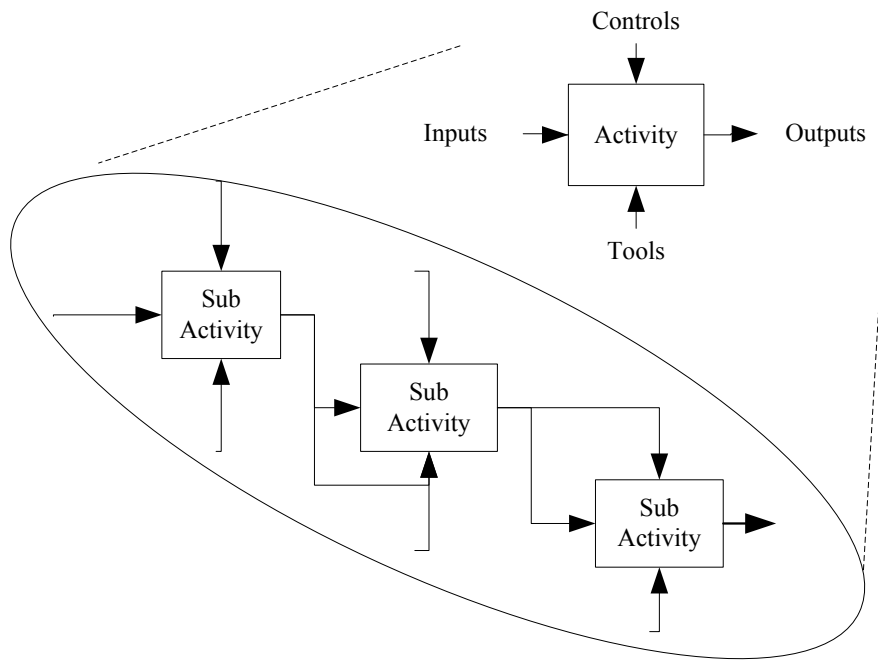 Controls
Inputs
Activity
Outputs
Tools
Sub
Activity
Sub
Activity
Sub
Activity